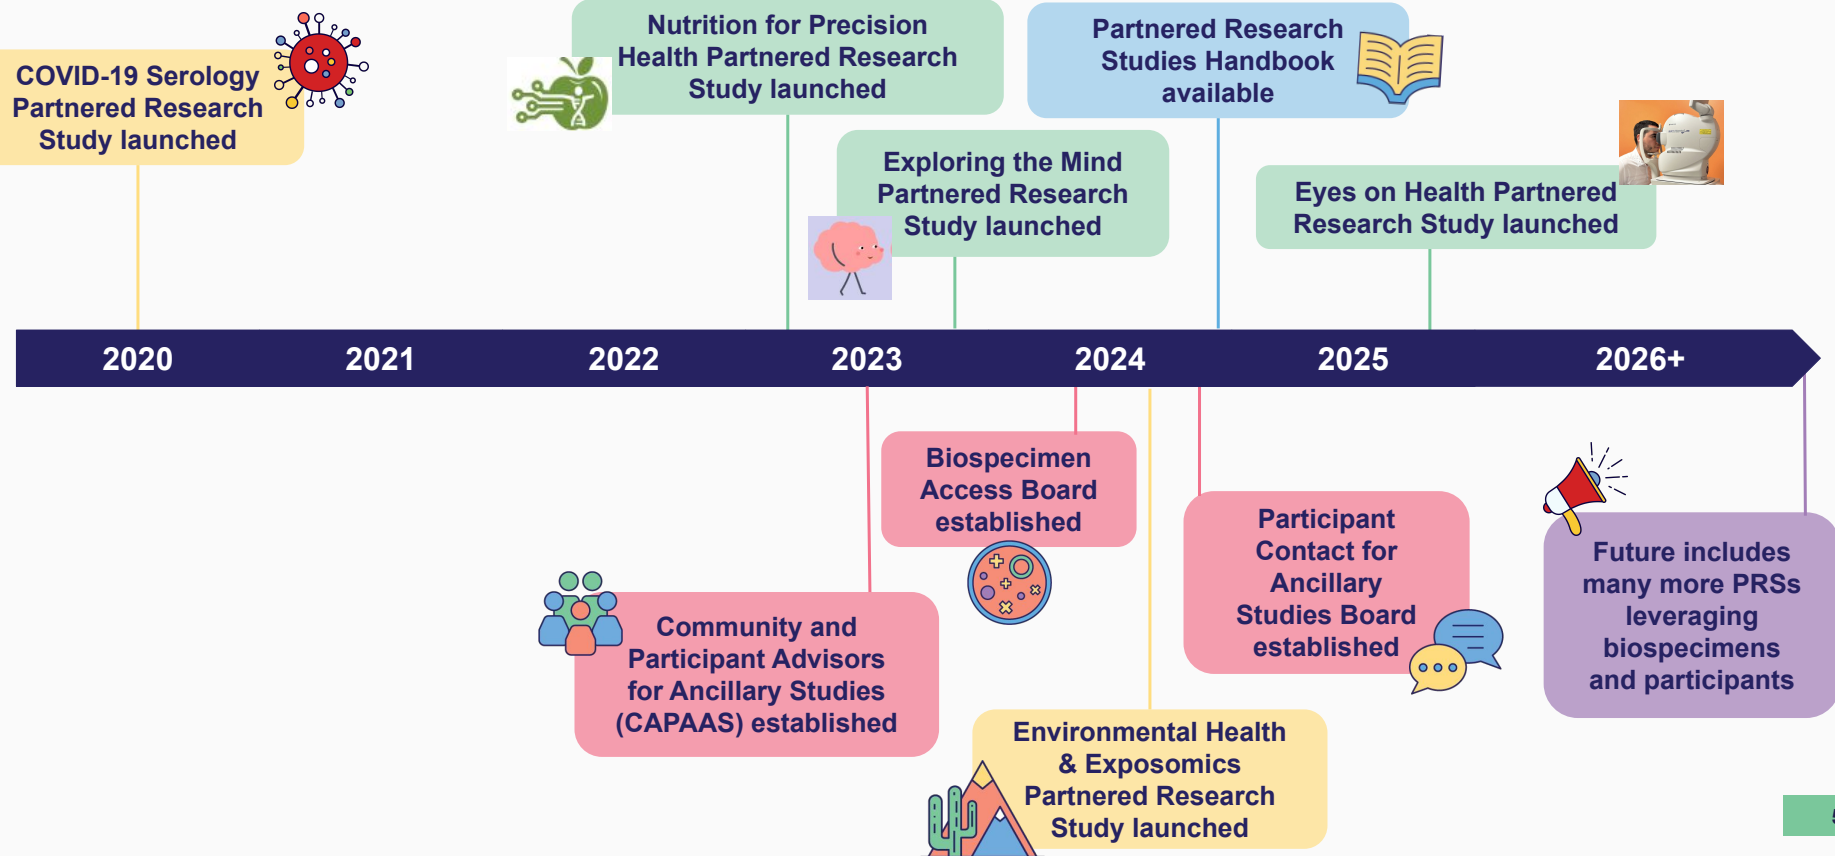 COVID-19 Serology
Partnered Research
Study launched
Nutrition for Precision
Health Partnered Research
Study launched
Exploring the Mind
Partnered Research
Study launched
Partnered Research
Studies Handbook
available
Eyes on Health Partnered
Research Study launched
2020
2021
2022
2023
2024
2025
2026+
Community and
Participant Advisors
for Ancillary Studies
(CAPAAS) established
Biospecimen
Access Board
established
Environmental Health
& Exposomics
Partnered Research
Study launched
Participant
Contact for
Ancillary
Studies Board
established
Future includes
many more PRSs
leveraging
biospecimens
and participants